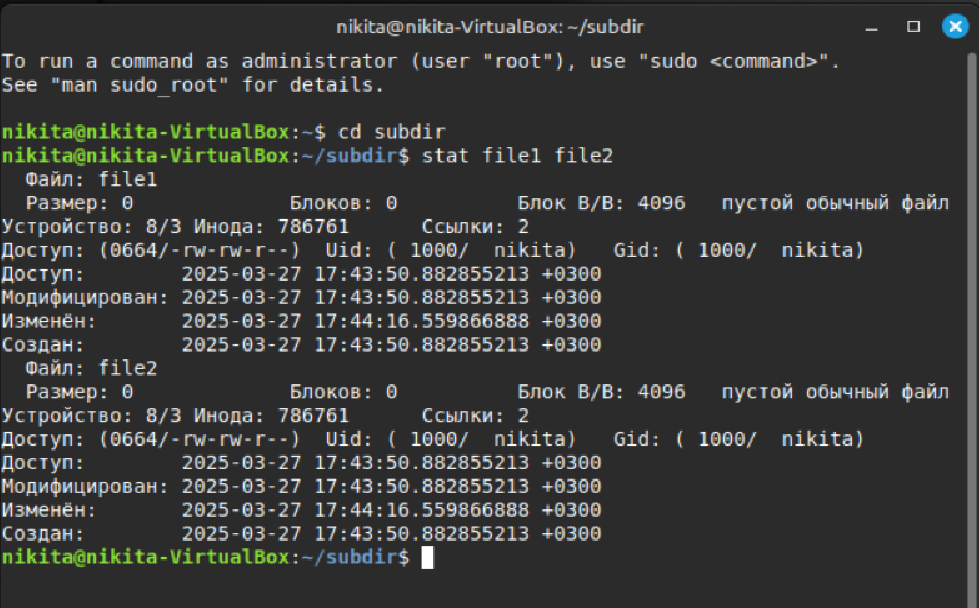 nikita@nikita-VirtualBox: ~/subdir
To run a command as administrator (user "root"), use "sudo <command>".
See "man sudo_root" for details.
nikita@nikita-VirtualBox:~$ cd subdir
nikita@nikita-VirtualBox:~/subdir$ stat file1 file2
  Файл: file1
  Размер: 0             Блоков: 0          Блок В/В: 4096   пустой обычный файл
Устройство: 8/3 Инода: 786761      Ссылки: 2
Доступ: (0664/-rw-rw-r--)  Uid: ( 1000/  nikita)   Gid: ( 1000/  nikita)
Доступ:        2025-03-27 17:43:50.882855213 +0300
Модифицирован: 2025-03-27 17:43:50.882855213 +0300
Изменён:       2025-03-27 17:44:16.559866888 +0300
Создан:        2025-03-27 17:43:50.882855213 +0300
  Файл: file2
  Размер: 0             Блоков: 0          Блок В/В: 4096   пустой обычный файл
Устройство: 8/3 Инода: 786761      Ссылки: 2
Доступ: (0664/-rw-rw-r--)  Uid: ( 1000/  nikita)   Gid: ( 1000/  nikita)
Доступ:        2025-03-27 17:43:50.882855213 +0300
Модифицирован: 2025-03-27 17:43:50.882855213 +0300
Изменён:       2025-03-27 17:44:16.559866888 +0300
Создан:        2025-03-27 17:43:50.882855213 +0300
nikita@nikita-VirtualBox:~/subdir$